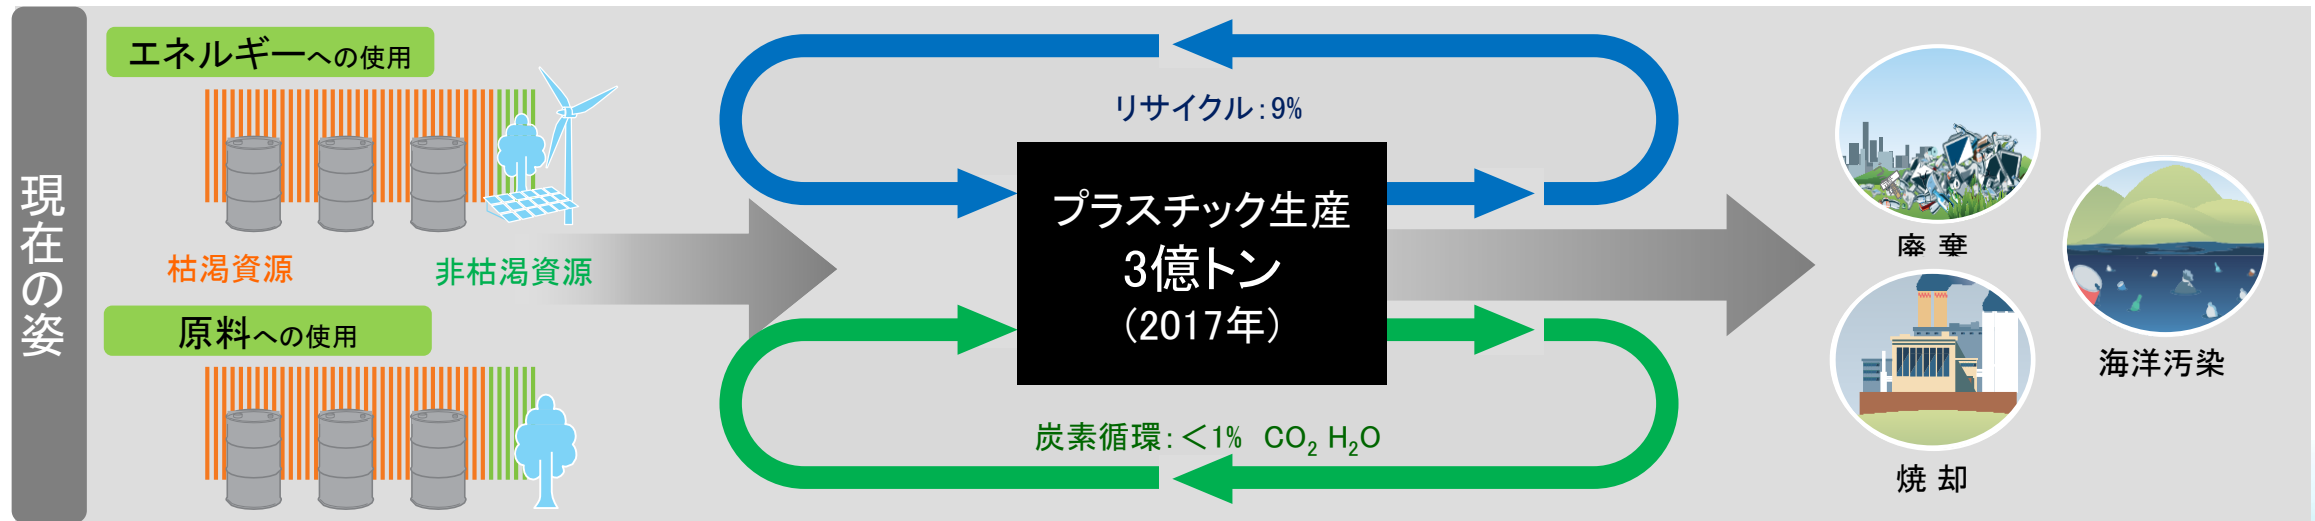 現在の姿
エネルギーへの使用
枯渇資源
非枯渇資源
原料への使用
リサイクル：9%
プラスチック生産
3億トン
（2017年）
炭素循環：＜1%　CO₂ H₂O
廃 棄
焼 却
海洋汚染